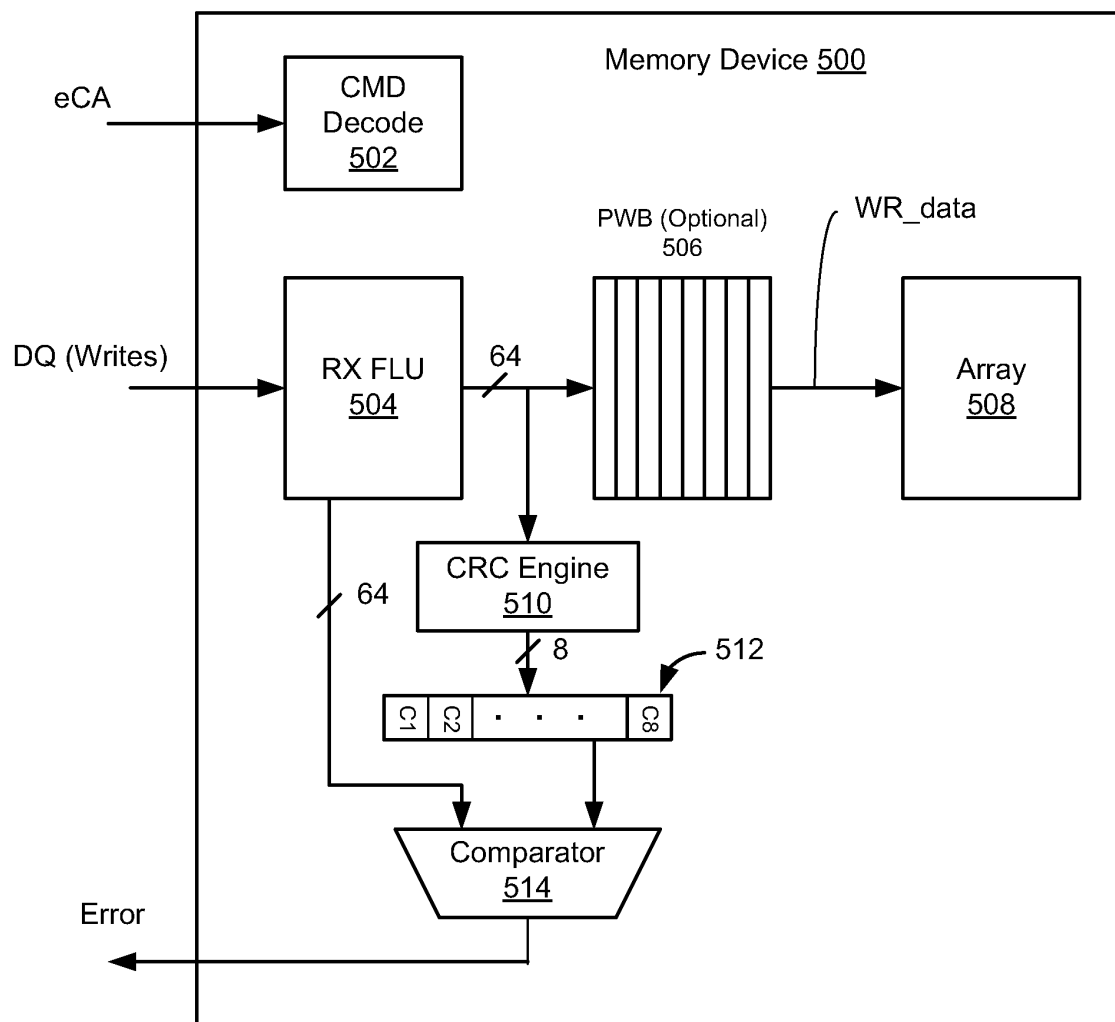 Memory Device 500
eCA
CMD
Decode
502
PWB (Optional)
506
WR_data
DQ (Writes)
RX FLU
504
64
Array
508
CRC Engine
510
64
8
512
C1
C2
. . .
C8
Comparator
514
Error